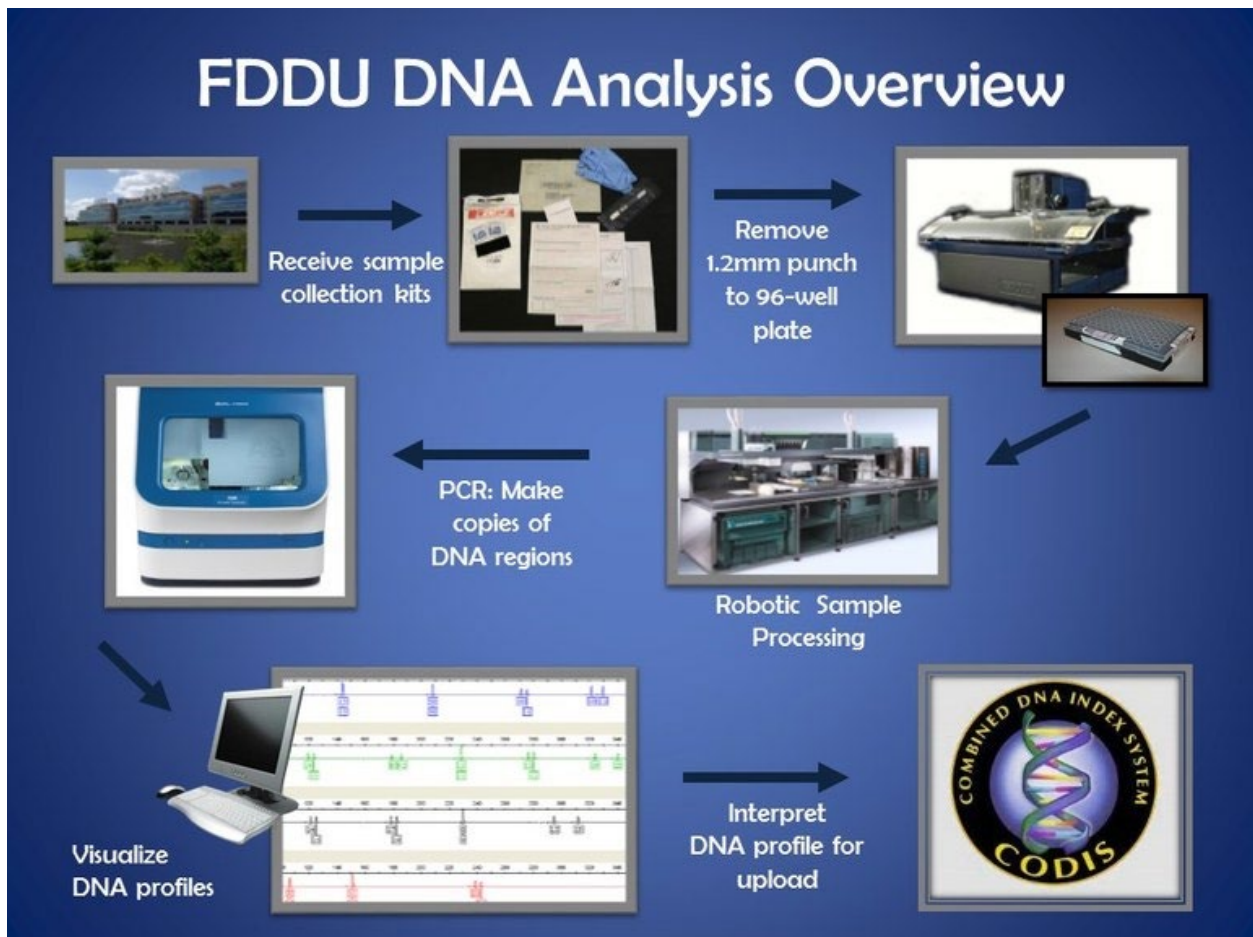 FDDU DNA Analysis Overview
Receive sample
collection kits
Remove
1.2mm punch
to 96-well
plate
PCR: Make
copies of
DNA regions
Robotic Sample
Processing
Visualize
DNA profiles
Interpret
DNA profile for
upload
COMBINED DNA INDEX SYSTEM
CODIS